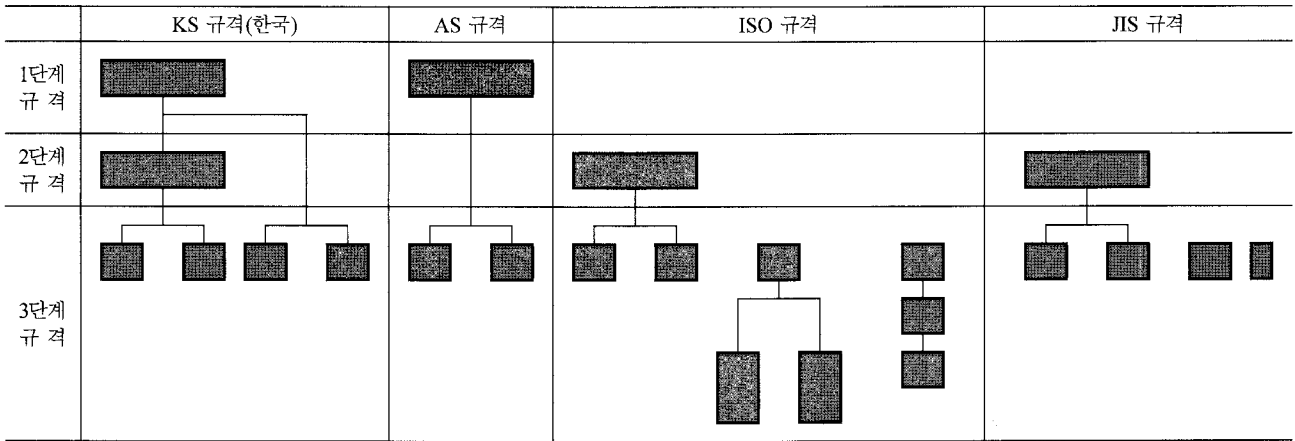 KS 규격(한국)
AS 규격
ISO 규격
JIS 규격
1단계
규 격
2단계
규 격
3단계
규 격